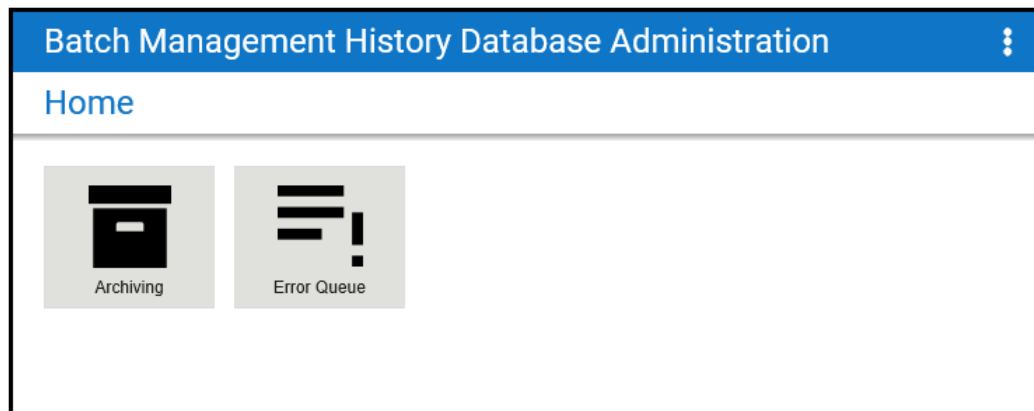 Batch Management History Database Administration
Home
Archiving
Error Queue